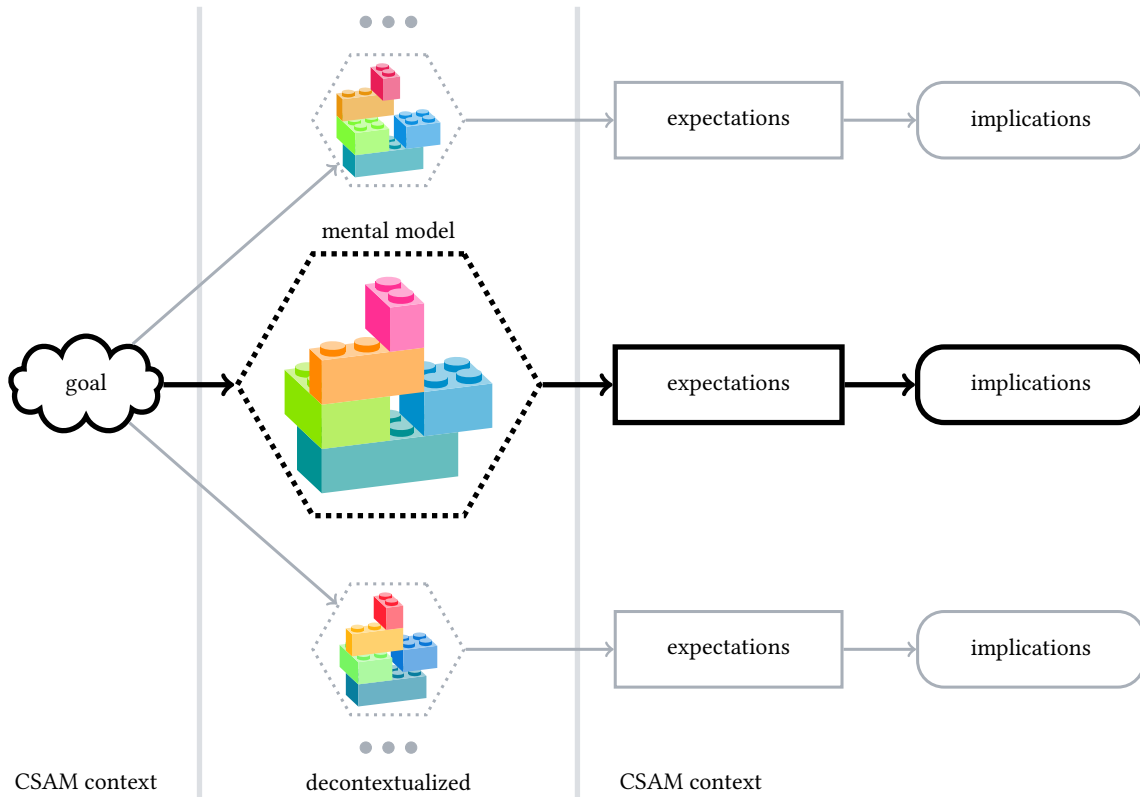 expectations
implications
mental model
goal
expectations
implications
expectations
implications
CSAM context
decontextualized
CSAM context